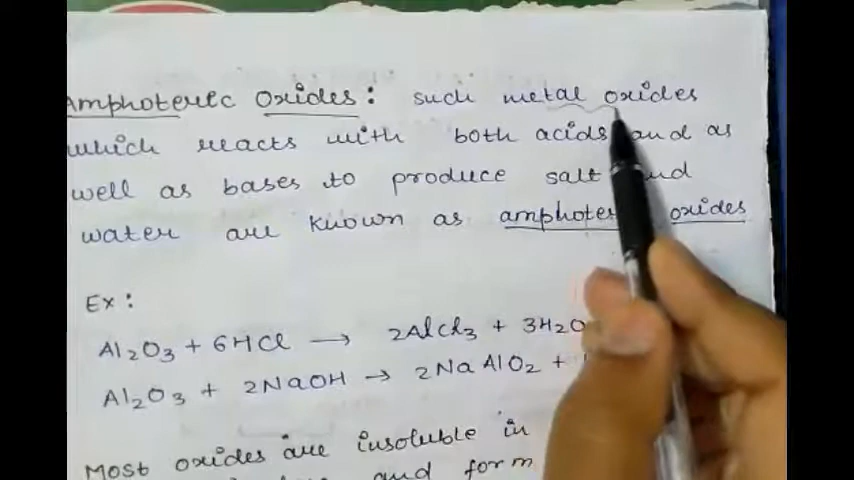 Amphoteric Oxides: such metal oxides
which reacts with both acids and as
well as bases to produce salt and
water are known as amphoter oxides
Ex:
Al2O3 + 6HCl → 2AlCl3 + 3H2O
Al2O3 + 2NaOH → 2NaAlO2 +
Most oxides are insoluble in
and form